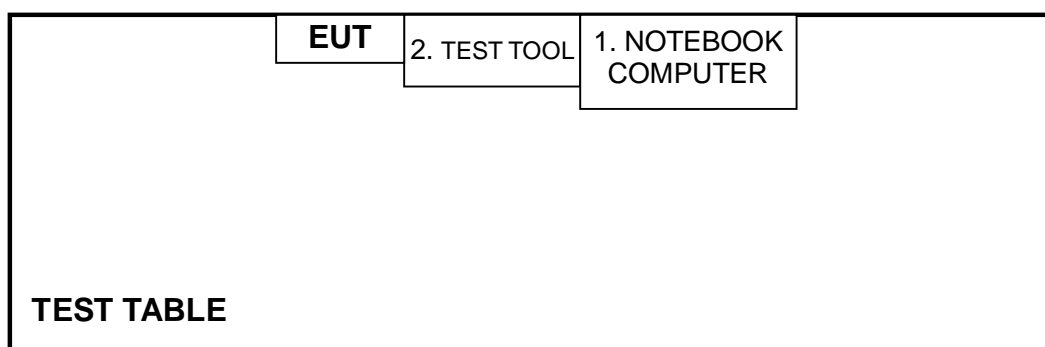 EUT
2. TEST TOOL
1. NOTEBOOK
COMPUTER
TEST TABLE